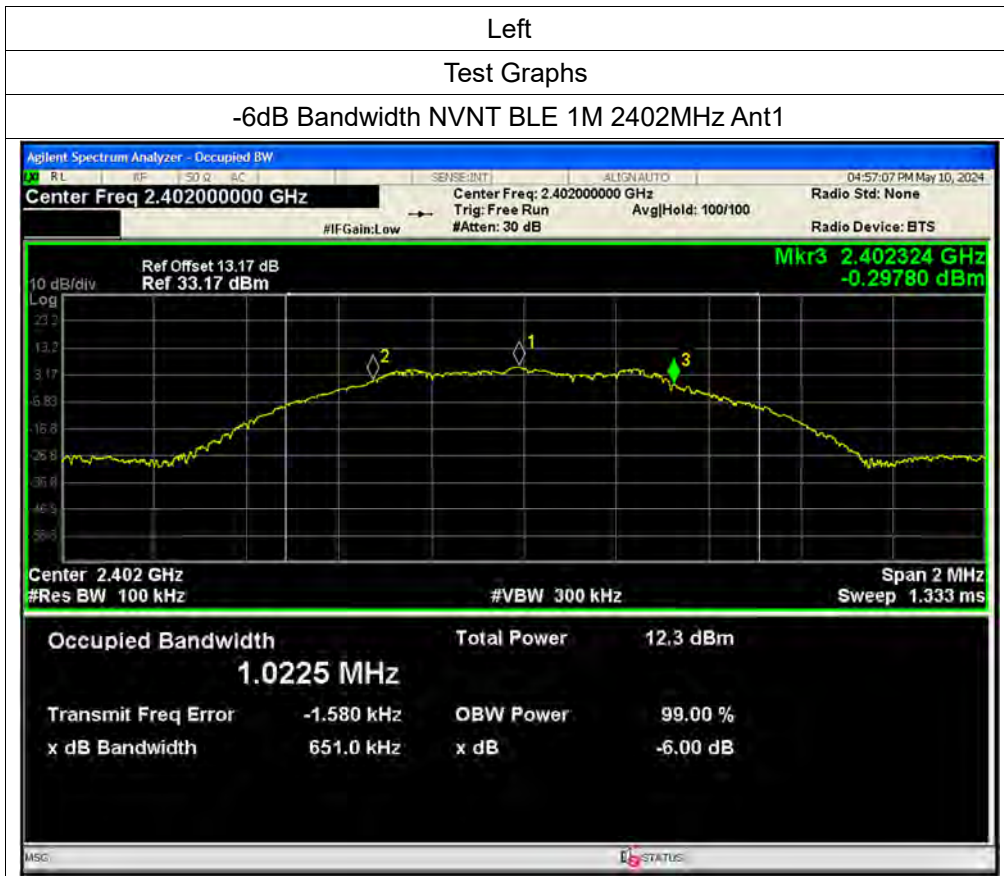 Left
Test Graphs
-6dB Bandwidth NVNT BLE 1M 2402MHz Ant1
Agilent Spectrum Analyzer - Occupied BW
RL RF 50 Ω AC SENSE:INT ALIGN AUTO 04:57:07 PM May 10, 2024
Center Freq 2.402000000 GHz Center Freq: 2.402000000 GHz Radio Std: None
Trig: Free Run Avg|Hold: 100/100
#IFGain:Low #Atten: 30 dB Radio Device: BTS
Mkr3 2.402324 GHz
-0.29780 dBm
Ref Offset 13.17 dB
10 dB/div Ref 33.17 dBm
Log
23.2
13.2
3.17
-6.83
-16.8
-26.8
-36.8
-46.8
-56.8
1
2
3
Center 2.402 GHz Span 2 MHz
#Res BW 100 kHz #VBW 300 kHz Sweep 1.333 ms
Occupied Bandwidth Total Power 12.3 dBm
1.0225 MHz
Transmit Freq Error -1.580 kHz OBW Power 99.00 %
x dB Bandwidth 651.0 kHz x dB -6.00 dB
MSG STATUS